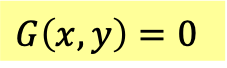 G(x, y) = 0